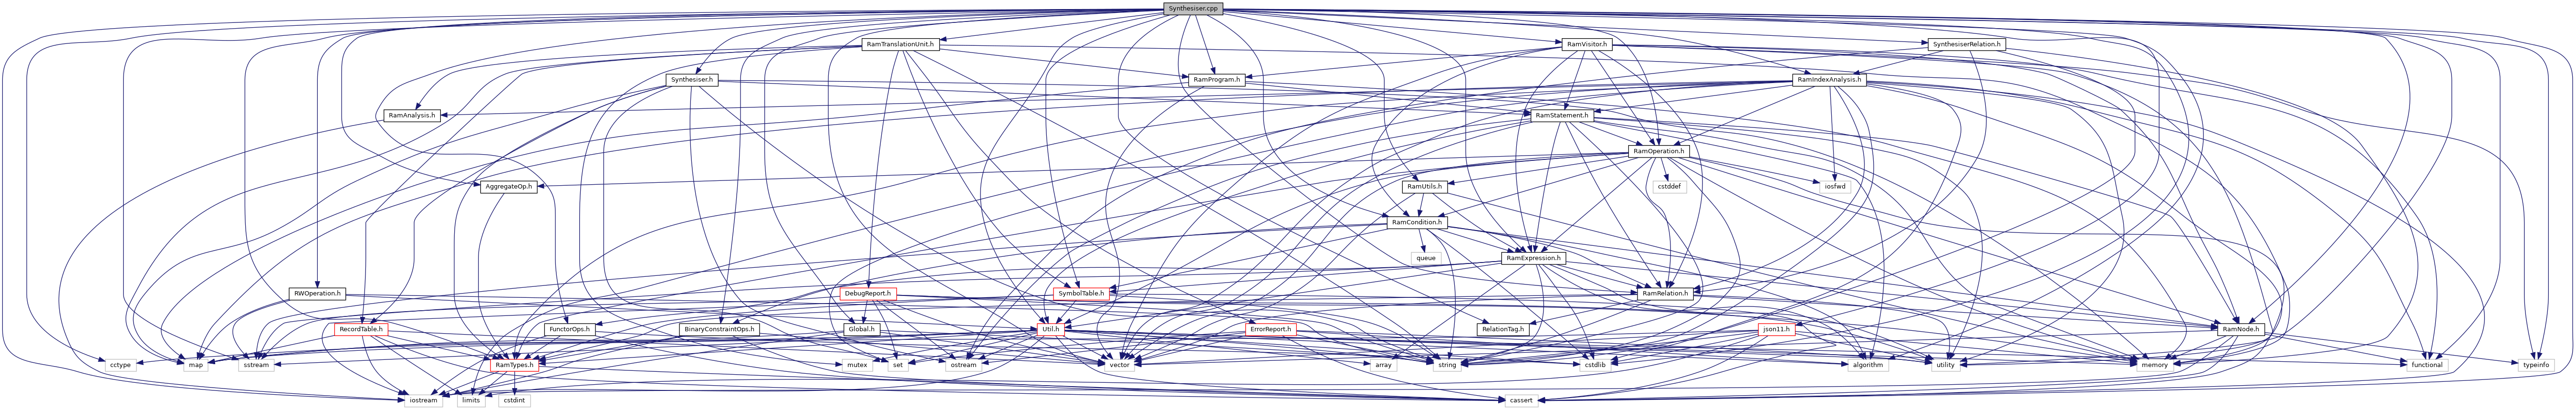 Synthesiser.cpp
RamTranslationUnit.h
RamVisitor.h
SynthesiserRelation.h
Synthesiser.h
RamProgram.h
RamIndexAnalysis.h
RamAnalysis.h
RamStatement.h
RamOperation.h
AggregateOp.h
RamUtils.h
cstddef
iosfwd
RamCondition.h
queue
RamExpression.h
RWOperation.h
DebugReport.h
SymbolTable.h
RamRelation.h
RecordTable.h
FunctorOps.h
BinaryConstraintOps.h
Global.h
Util.h
ErrorReport.h
RelationTag.h
json11.h
RamNode.h
cctype
map
sstream
RamTypes.h
mutex
set
ostream
vector
array
string
cstdlib
algorithm
utility
memory
functional
typeinfo
iostream
limits
cstdint
cassert